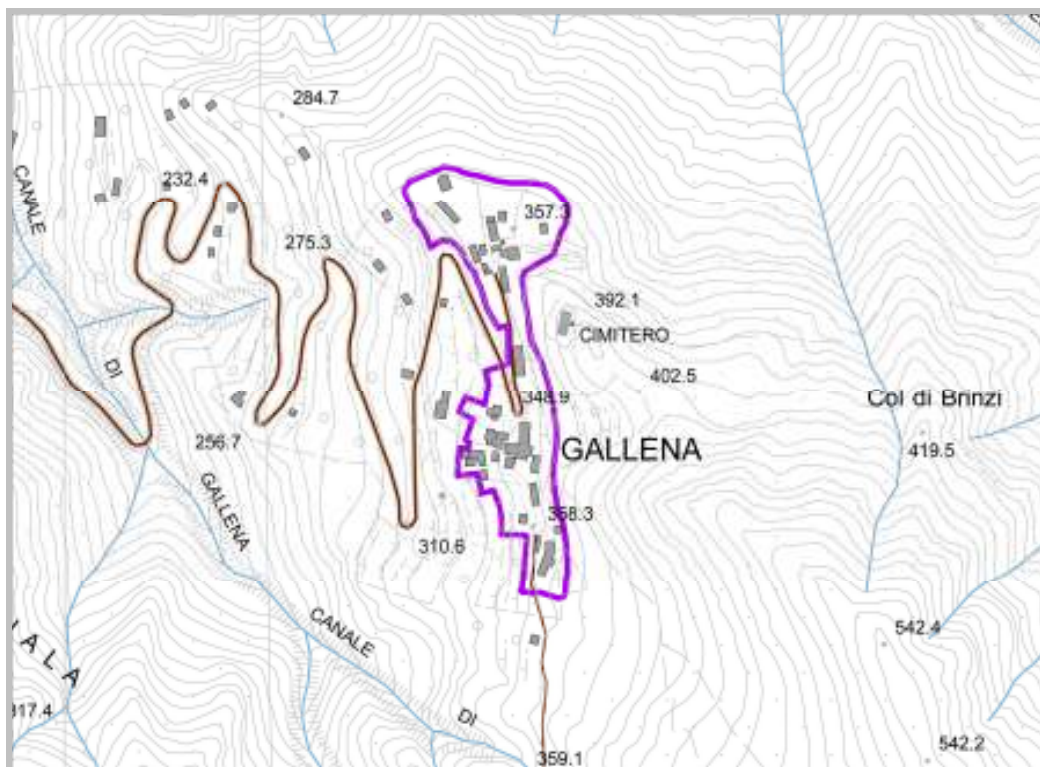 284.7
232.4
CANALE
357.3
275.3
392.1
CIMITERO
DI
402.5
348.9
Col di Brinzi
256.7
GALLENA
419.5
GALLENA
358.3
310.6
CANALE
542.4
ALA
317.4
DI
359.1
542.2